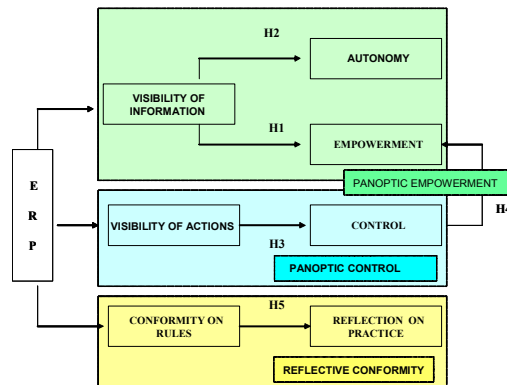 H2
AUTONOMY
VISIBILITY OF
INFORMATION
H1
EMPOWERMENT
PANOPTIC EMPOWERMENT
E
R
P
VISIBILITY OF ACTIONS
H3
CONTROL
H4
PANOPTIC CONTROL
H5
CONFORMITY ON
RULES
REFLECTION ON
PRACTICE
REFLECTIVE CONFORMITY